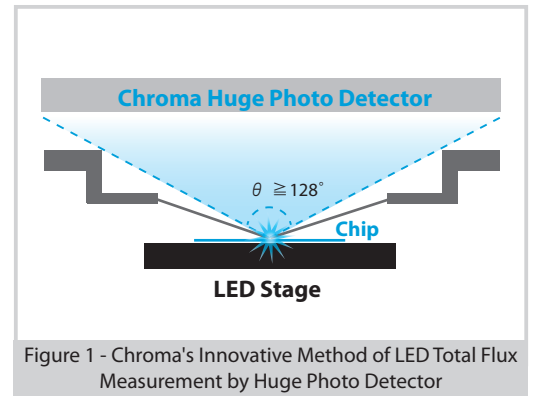 Chroma Huge Photo Detector
θ ≧128°
Chip
LED Stage
Figure 1 - Chroma's Innovative Method of LED Total Flux
Measurement by Huge Photo Detector